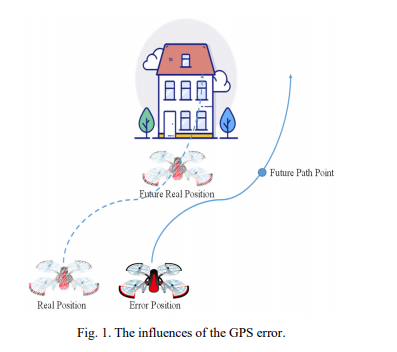 Future Path Point
Future Real Position
Real Position
Error Position
Fig. 1. The influences of the GPS error.